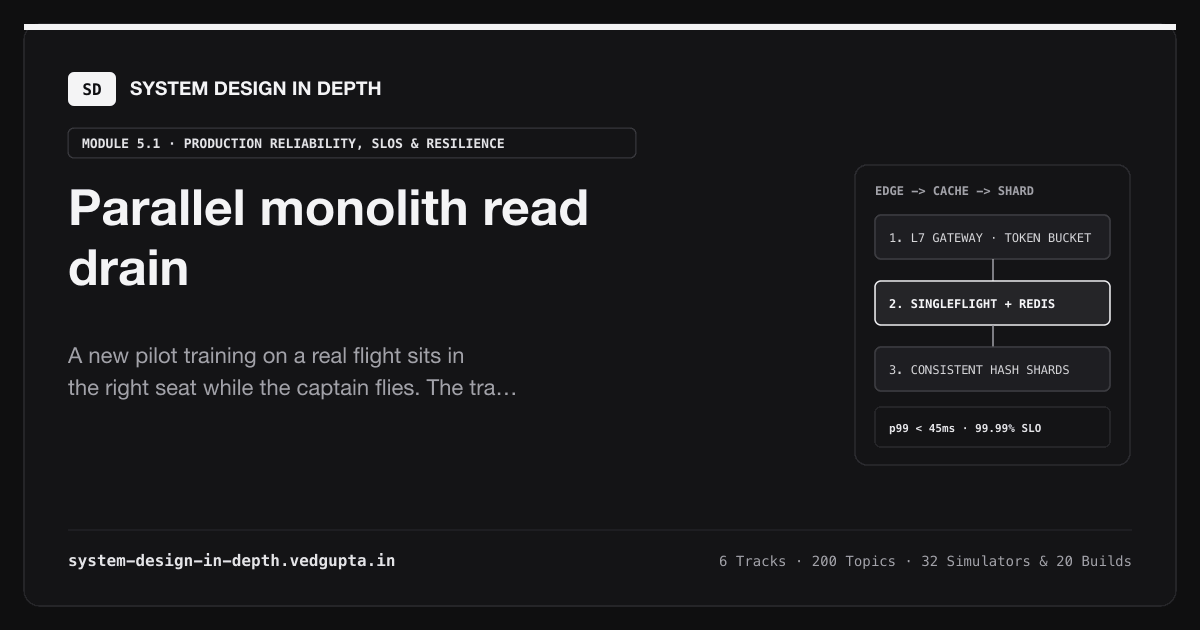 SD SYSTEM DESIGN IN DEPTH
MODULE 5.1 · PRODUCTION RELIABILITY, SLOS & RESILIENCE
Parallel monolith read
drain
A new pilot training on a real flight sits in
the right seat while the captain flies. The tra…
EDGE —> CACHE —> SHARD
1. L7 GATEWAY · TOKEN BUCKET
2. SINGLEFLIGHT + REDIS
3. CONSISTENT HASH SHARDS
p99 < 45ms · 99.99% SLO
system-design-in-depth.vedgupta.in
6 Tracks · 200 Topics · 32 Simulators & 20 Builds